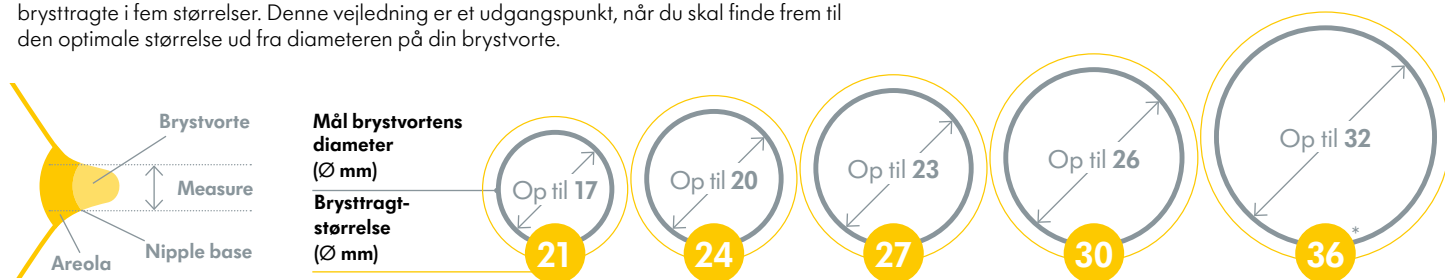 brysttragte i fem størrelser. Denne vejledning er et udgangspunkt, når du skal finde frem til
den optimale størrelse ud fra diameteren på din brystvorte.
Brystvorte
Measure
Nipple base
Areola
Mål brystvortens
diameter
(Ø mm)
Brysttragt-
størrelse
(Ø mm)
Op til 17
21
Op til 20
24
Op til 23
27
Op til 26
30
Op til 32
36*